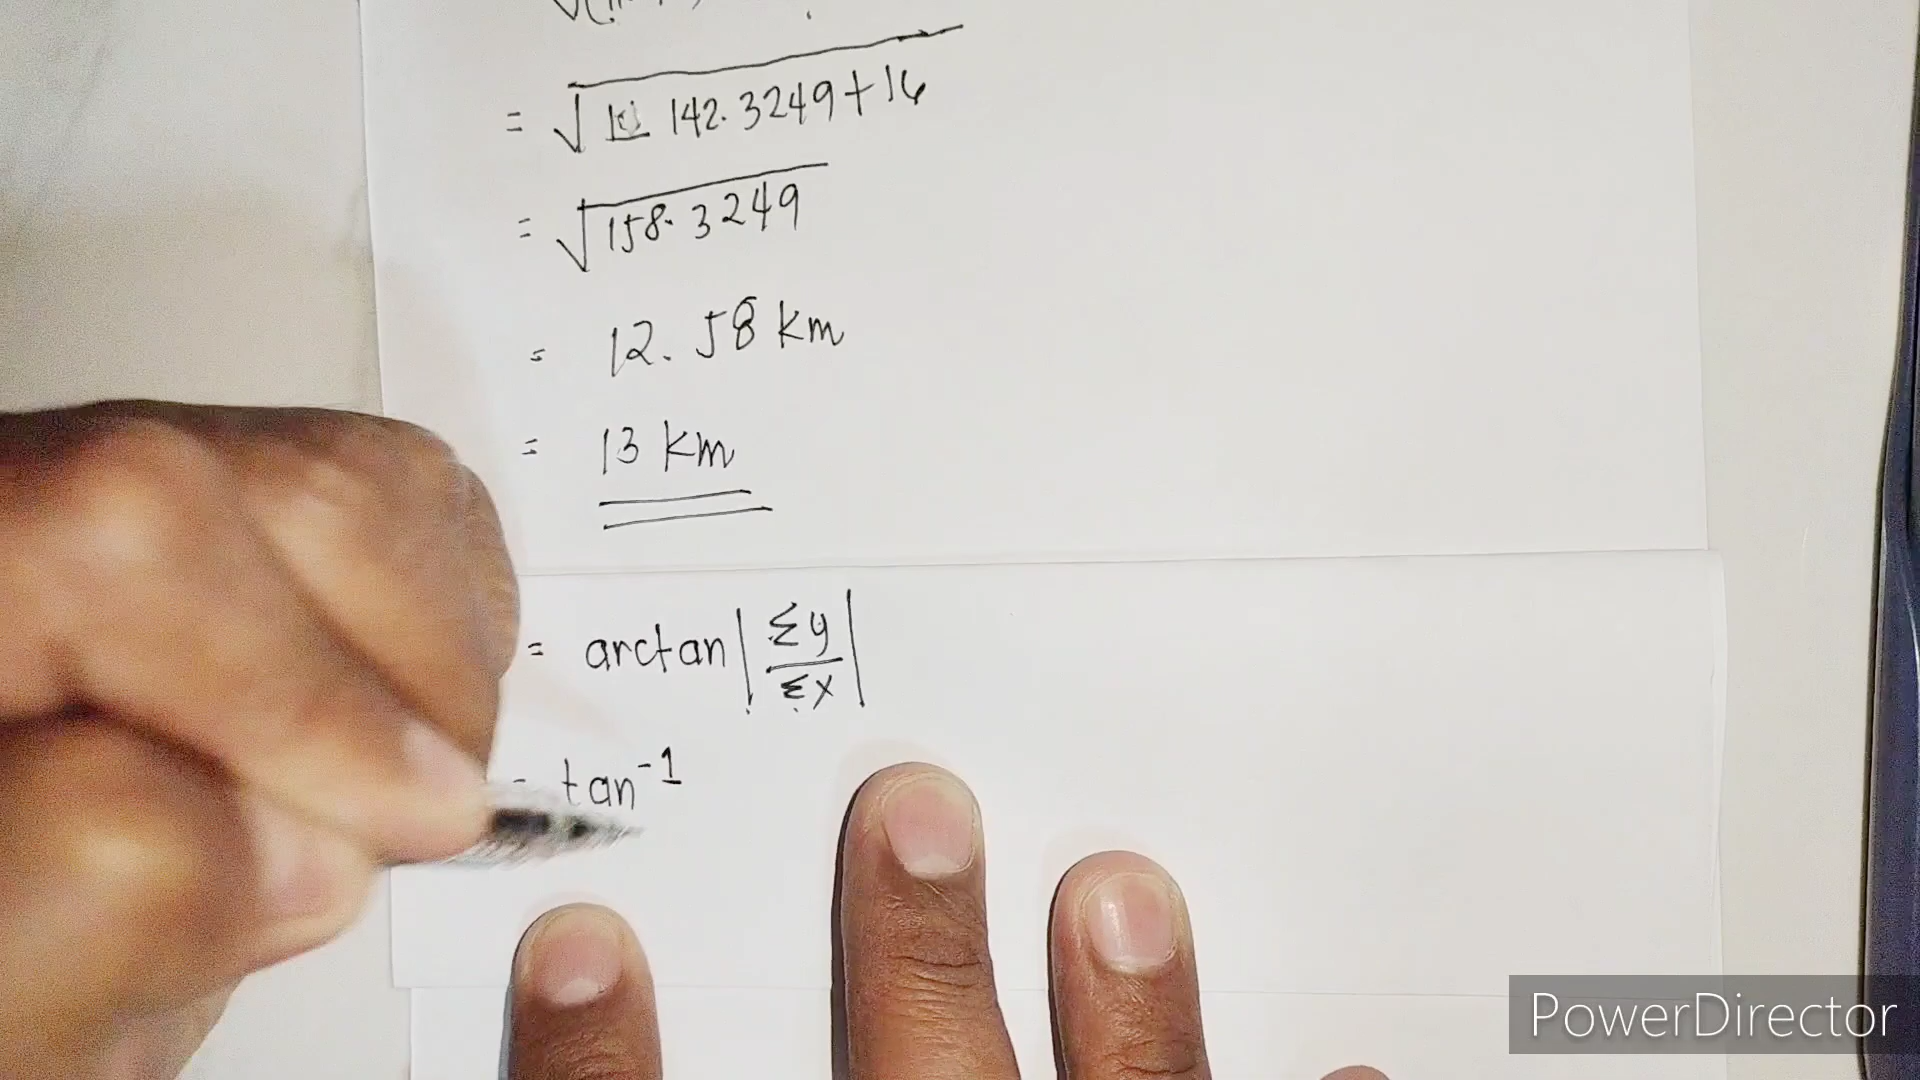 = √142.3249+16
= √158.3249
= 12.58 km
= 13 km
= arctan |Σy/Σx|
= tan⁻¹
PowerDirector